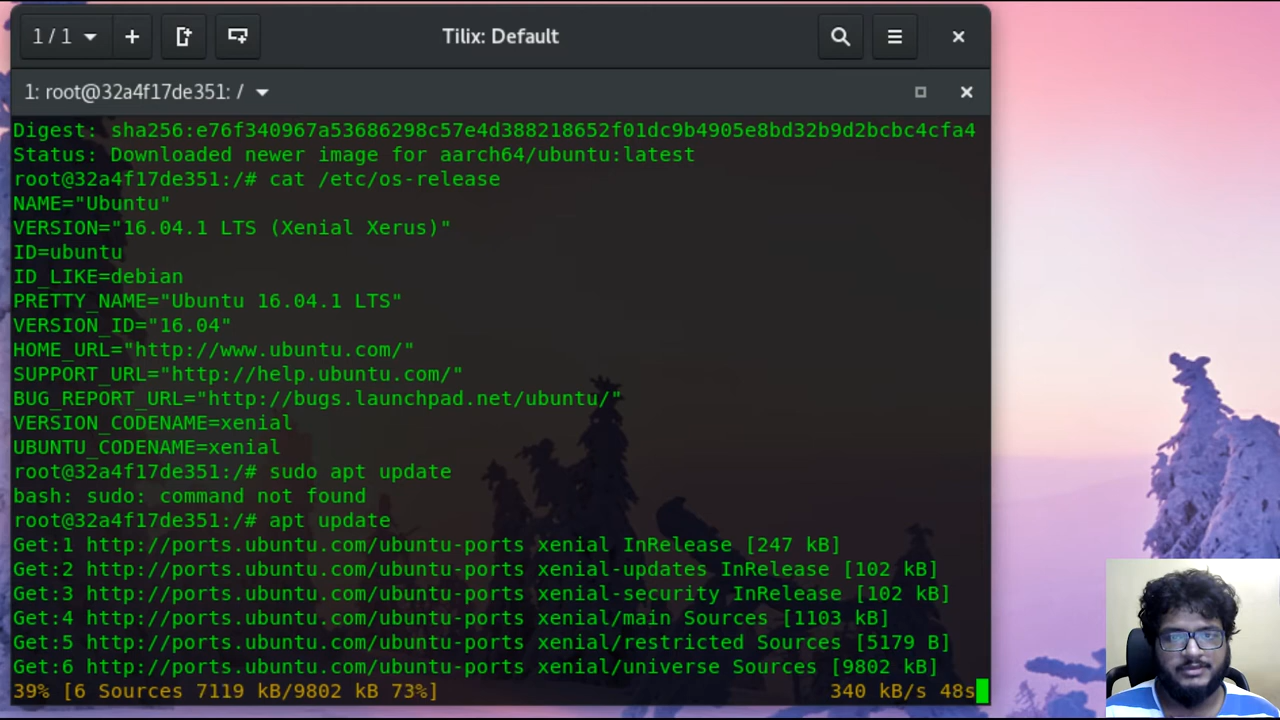 1 / 1
Tilix: Default
1: root@32a4f17de351: /
Digest: sha256:e76f340967a53686298c57e4d388218652f01dc9b4905e8bd32b9d2bcbc4cfa4
Status: Downloaded newer image for aarch64/ubuntu:latest
root@32a4f17de351:/# cat /etc/os-release
NAME="Ubuntu"
VERSION="16.04.1 LTS (Xenial Xerus)"
ID=ubuntu
ID_LIKE=debian
PRETTY_NAME="Ubuntu 16.04.1 LTS"
VERSION_ID="16.04"
HOME_URL="http://www.ubuntu.com/"
SUPPORT_URL="http://help.ubuntu.com/"
BUG_REPORT_URL="http://bugs.launchpad.net/ubuntu/"
VERSION_CODENAME=xenial
UBUNTU_CODENAME=xenial
root@32a4f17de351:/# sudo apt update
bash: sudo: command not found
root@32a4f17de351:/# apt update
Get:1 http://ports.ubuntu.com/ubuntu-ports xenial InRelease [247 kB]
Get:2 http://ports.ubuntu.com/ubuntu-ports xenial-updates InRelease [102 kB]
Get:3 http://ports.ubuntu.com/ubuntu-ports xenial-security InRelease [102 kB]
Get:4 http://ports.ubuntu.com/ubuntu-ports xenial/main Sources [1103 kB]
Get:5 http://ports.ubuntu.com/ubuntu-ports xenial/restricted Sources [5179 B]
Get:6 http://ports.ubuntu.com/ubuntu-ports xenial/universe Sources [9802 kB]
39% [6 Sources 7119 kB/9802 kB 73%] 340 kB/s 48s